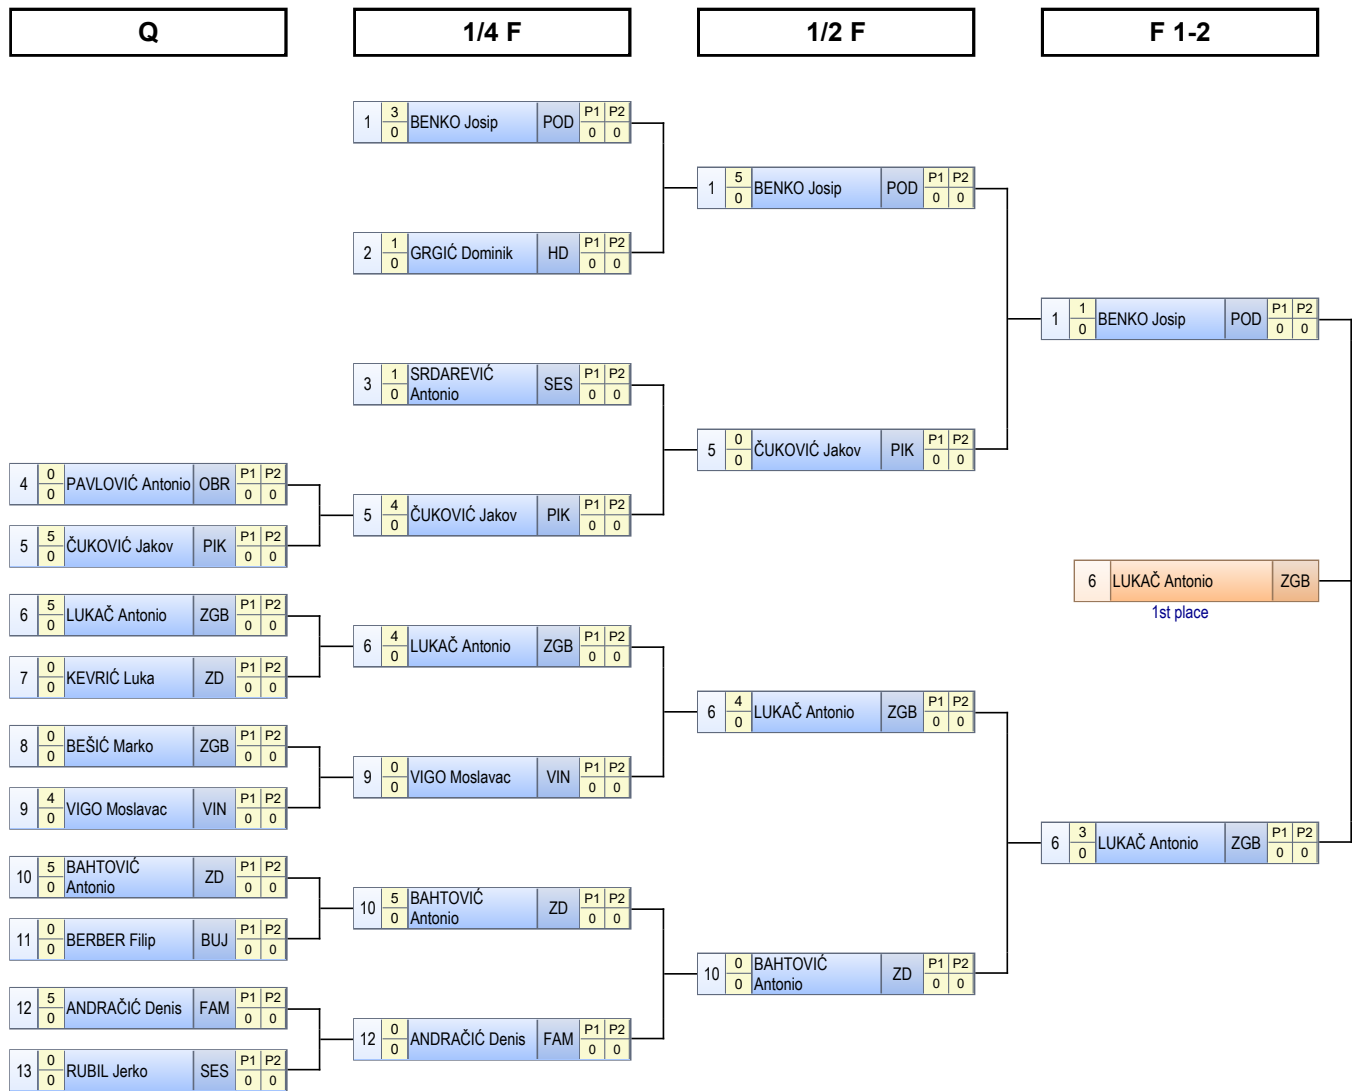 Q
1/4 F
1/2 F
F 1-2
1 3 0 BENKO Josip POD P1 P2 0 0
2 1 0 GRGIĆ Dominik HD P1 P2 0 0
3 1 0 SRDAREVIĆ Antonio SES P1 P2 0 0
4 0 0 PAVLOVIĆ Antonio OBR P1 P2 0 0
5 5 0 ČUKOVIĆ Jakov PIK P1 P2 0 0
5 4 0 ČUKOVIĆ Jakov PIK P1 P2 0 0
6 5 0 LUKAČ Antonio ZGB P1 P2 0 0
7 0 0 KEVRIĆ Luka ZD P1 P2 0 0
6 4 0 LUKAČ Antonio ZGB P1 P2 0 0
8 0 0 BEŠIĆ Marko ZGB P1 P2 0 0
9 4 0 VIGO Moslavac VIN P1 P2 0 0
9 0 0 VIGO Moslavac VIN P1 P2 0 0
10 5 0 BAHTOVIĆ Antonio ZD P1 P2 0 0
11 0 0 BERBER Filip BUJ P1 P2 0 0
10 5 0 BAHTOVIĆ Antonio ZD P1 P2 0 0
12 5 0 ANDRAČIĆ Denis FAM P1 P2 0 0
13 0 0 RUBIL Jerko SES P1 P2 0 0
12 0 0 ANDRAČIĆ Denis FAM P1 P2 0 0
1 5 0 BENKO Josip POD P1 P2 0 0
5 0 0 ČUKOVIĆ Jakov PIK P1 P2 0 0
6 4 0 LUKAČ Antonio ZGB P1 P2 0 0
10 0 0 BAHTOVIĆ Antonio ZD P1 P2 0 0
1 1 0 BENKO Josip POD P1 P2 0 0
6 LUKAČ Antonio ZGB
1st place
6 3 0 LUKAČ Antonio ZGB P1 P2 0 0